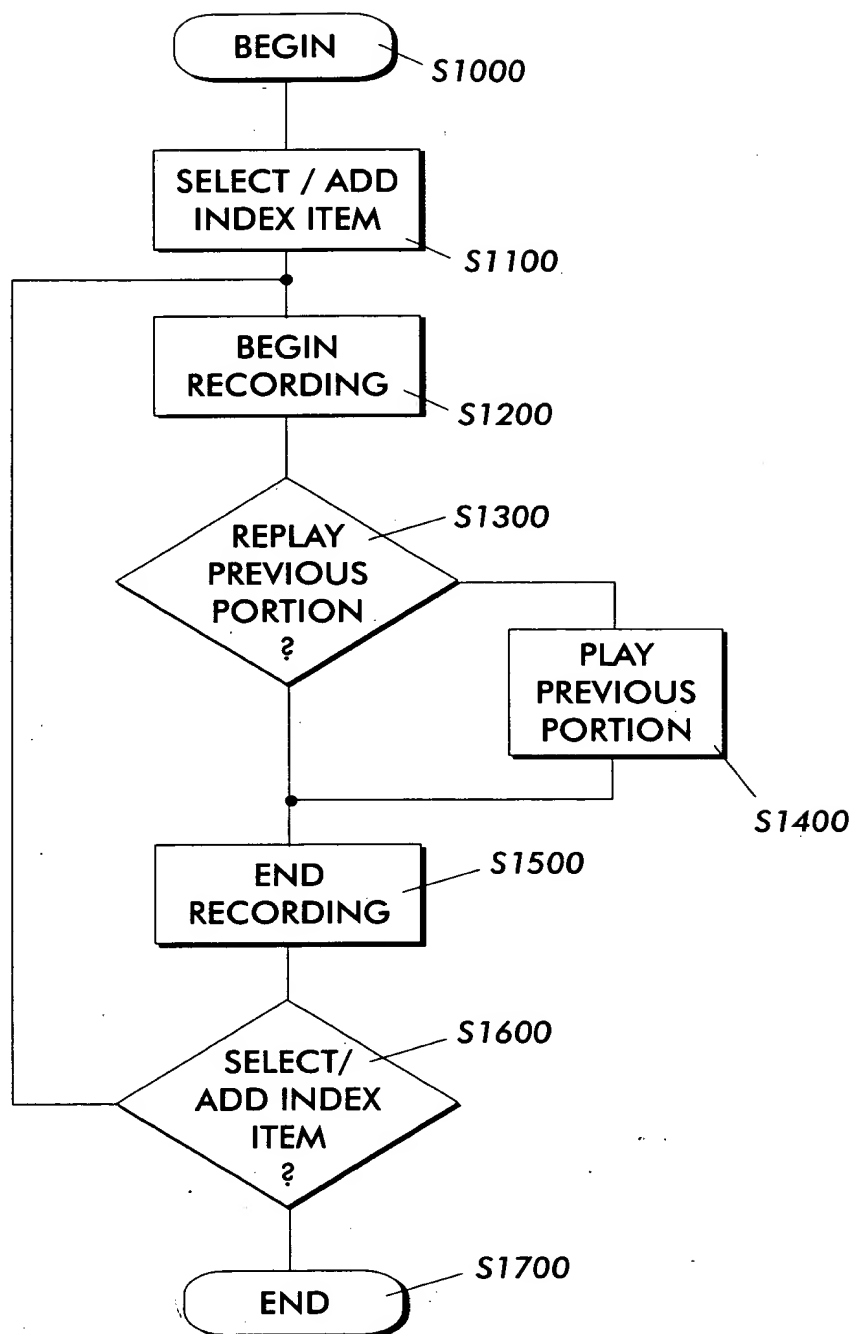 BEGIN
S1000
SELECT / ADD
INDEX ITEM
S1100
BEGIN
RECORDING
S1200
S1300
REPLAY
PREVIOUS
PORTION
?
PLAY
PREVIOUS
PORTION
S1400
END
RECORDING
S1500
S1600
SELECT/
ADD INDEX
ITEM
?
END
S1700